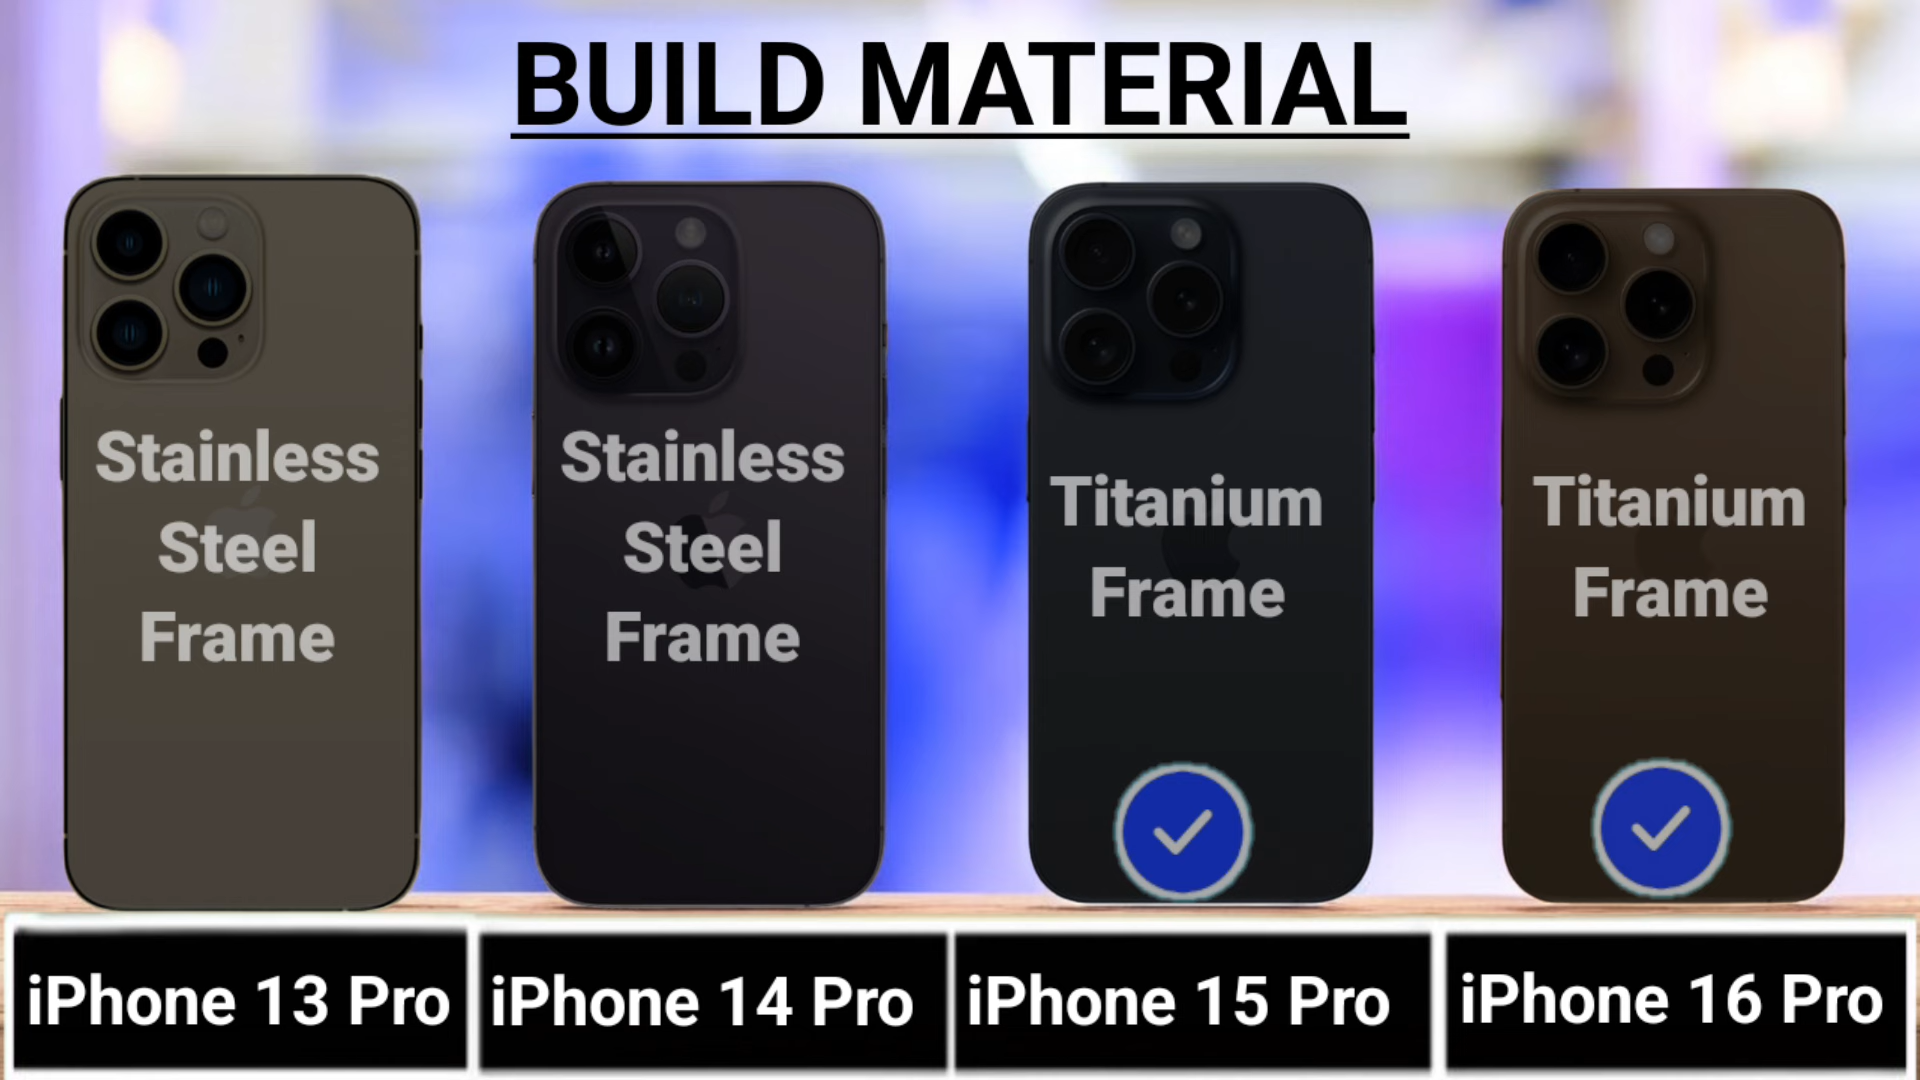 BUILD MATERIAL
Stainless
Steel
Frame
Stainless
Steel
Frame
Titanium
Frame
Titanium
Frame
iPhone 13 Pro
iPhone 14 Pro
iPhone 15 Pro
iPhone 16 Pro